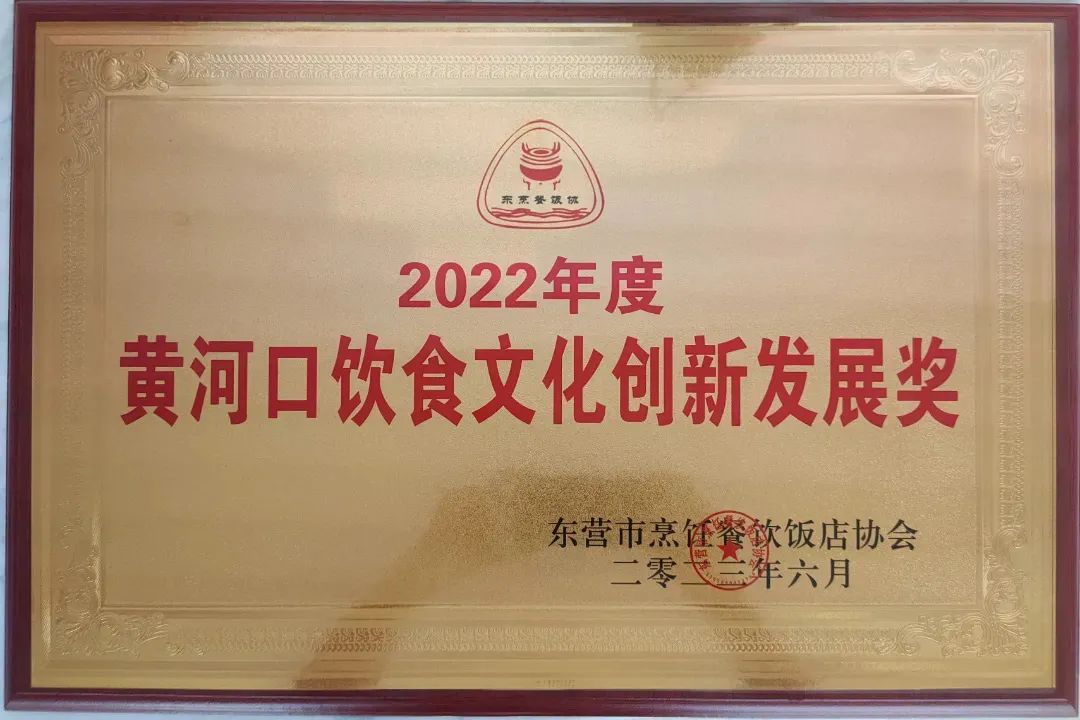 东烹餐饭协
2022年度
黄河口饮食文化创新发展奖
东营市烹饪餐饮饭店协会
二零二三年六月